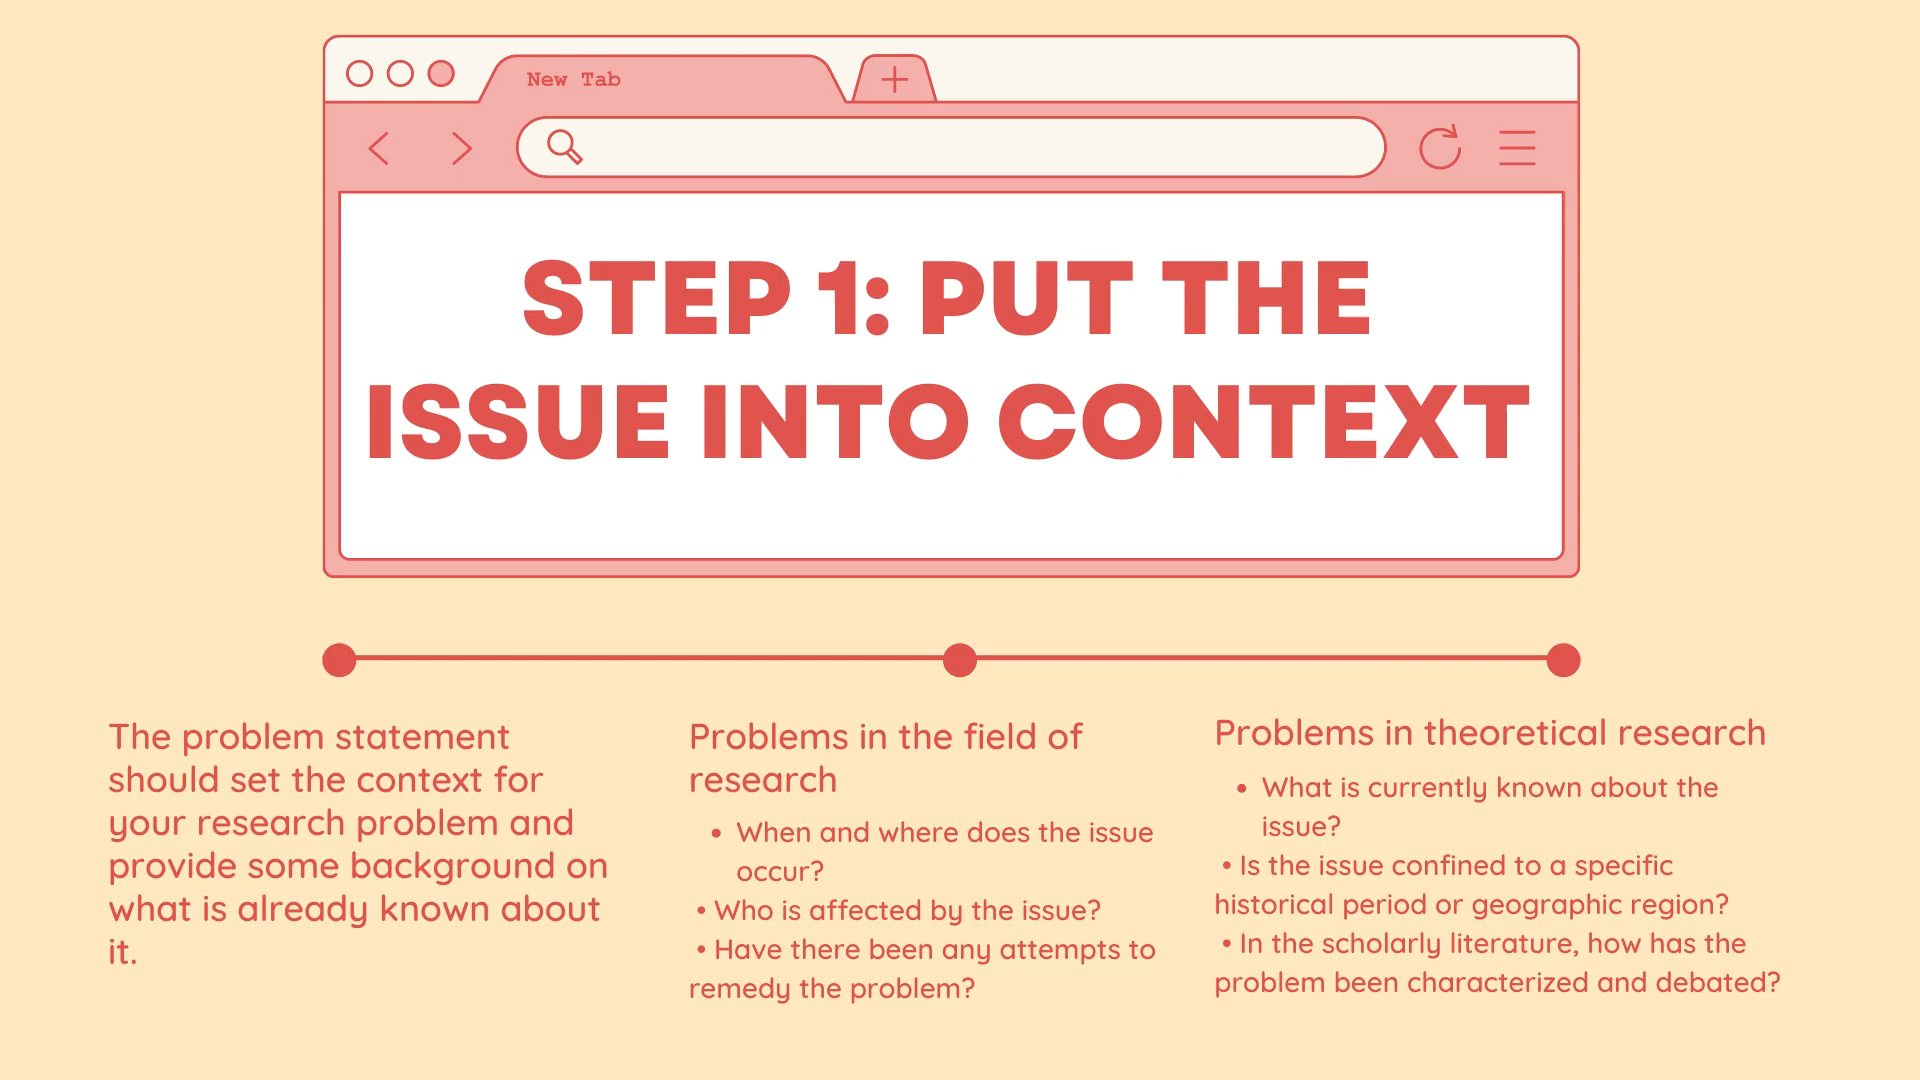 New Tab
STEP 1: PUT THE
ISSUE INTO CONTEXT
The problem statement
should set the context for
your research problem and
provide some background on
what is already known about
it.
Problems in the field of
research
• When and where does the issue
occur?
• Who is affected by the issue?
• Have there been any attempts to
remedy the problem?
Problems in theoretical research
• What is currently known about the
issue?
• Is the issue confined to a specific
historical period or geographic region?
• In the scholarly literature, how has the
problem been characterized and debated?